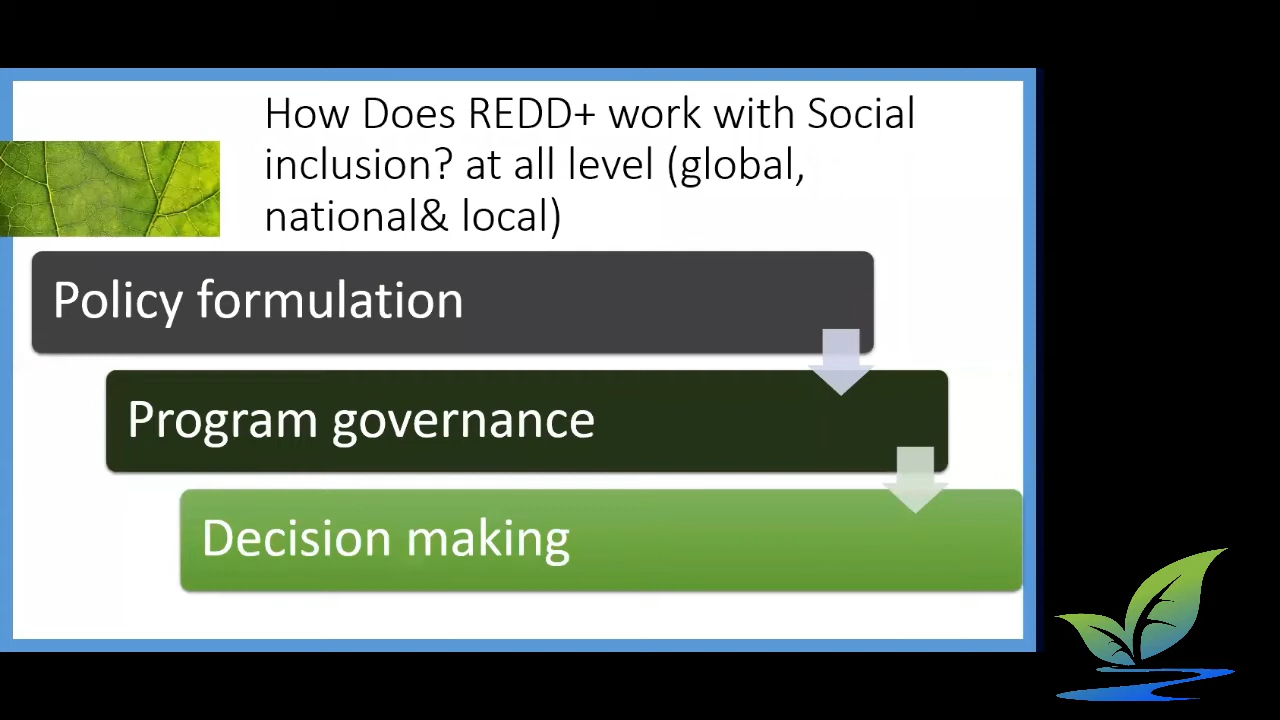 How Does REDD+ work with Social
inclusion? at all level (global,
national& local)
Policy formulation
Program governance
Decision making